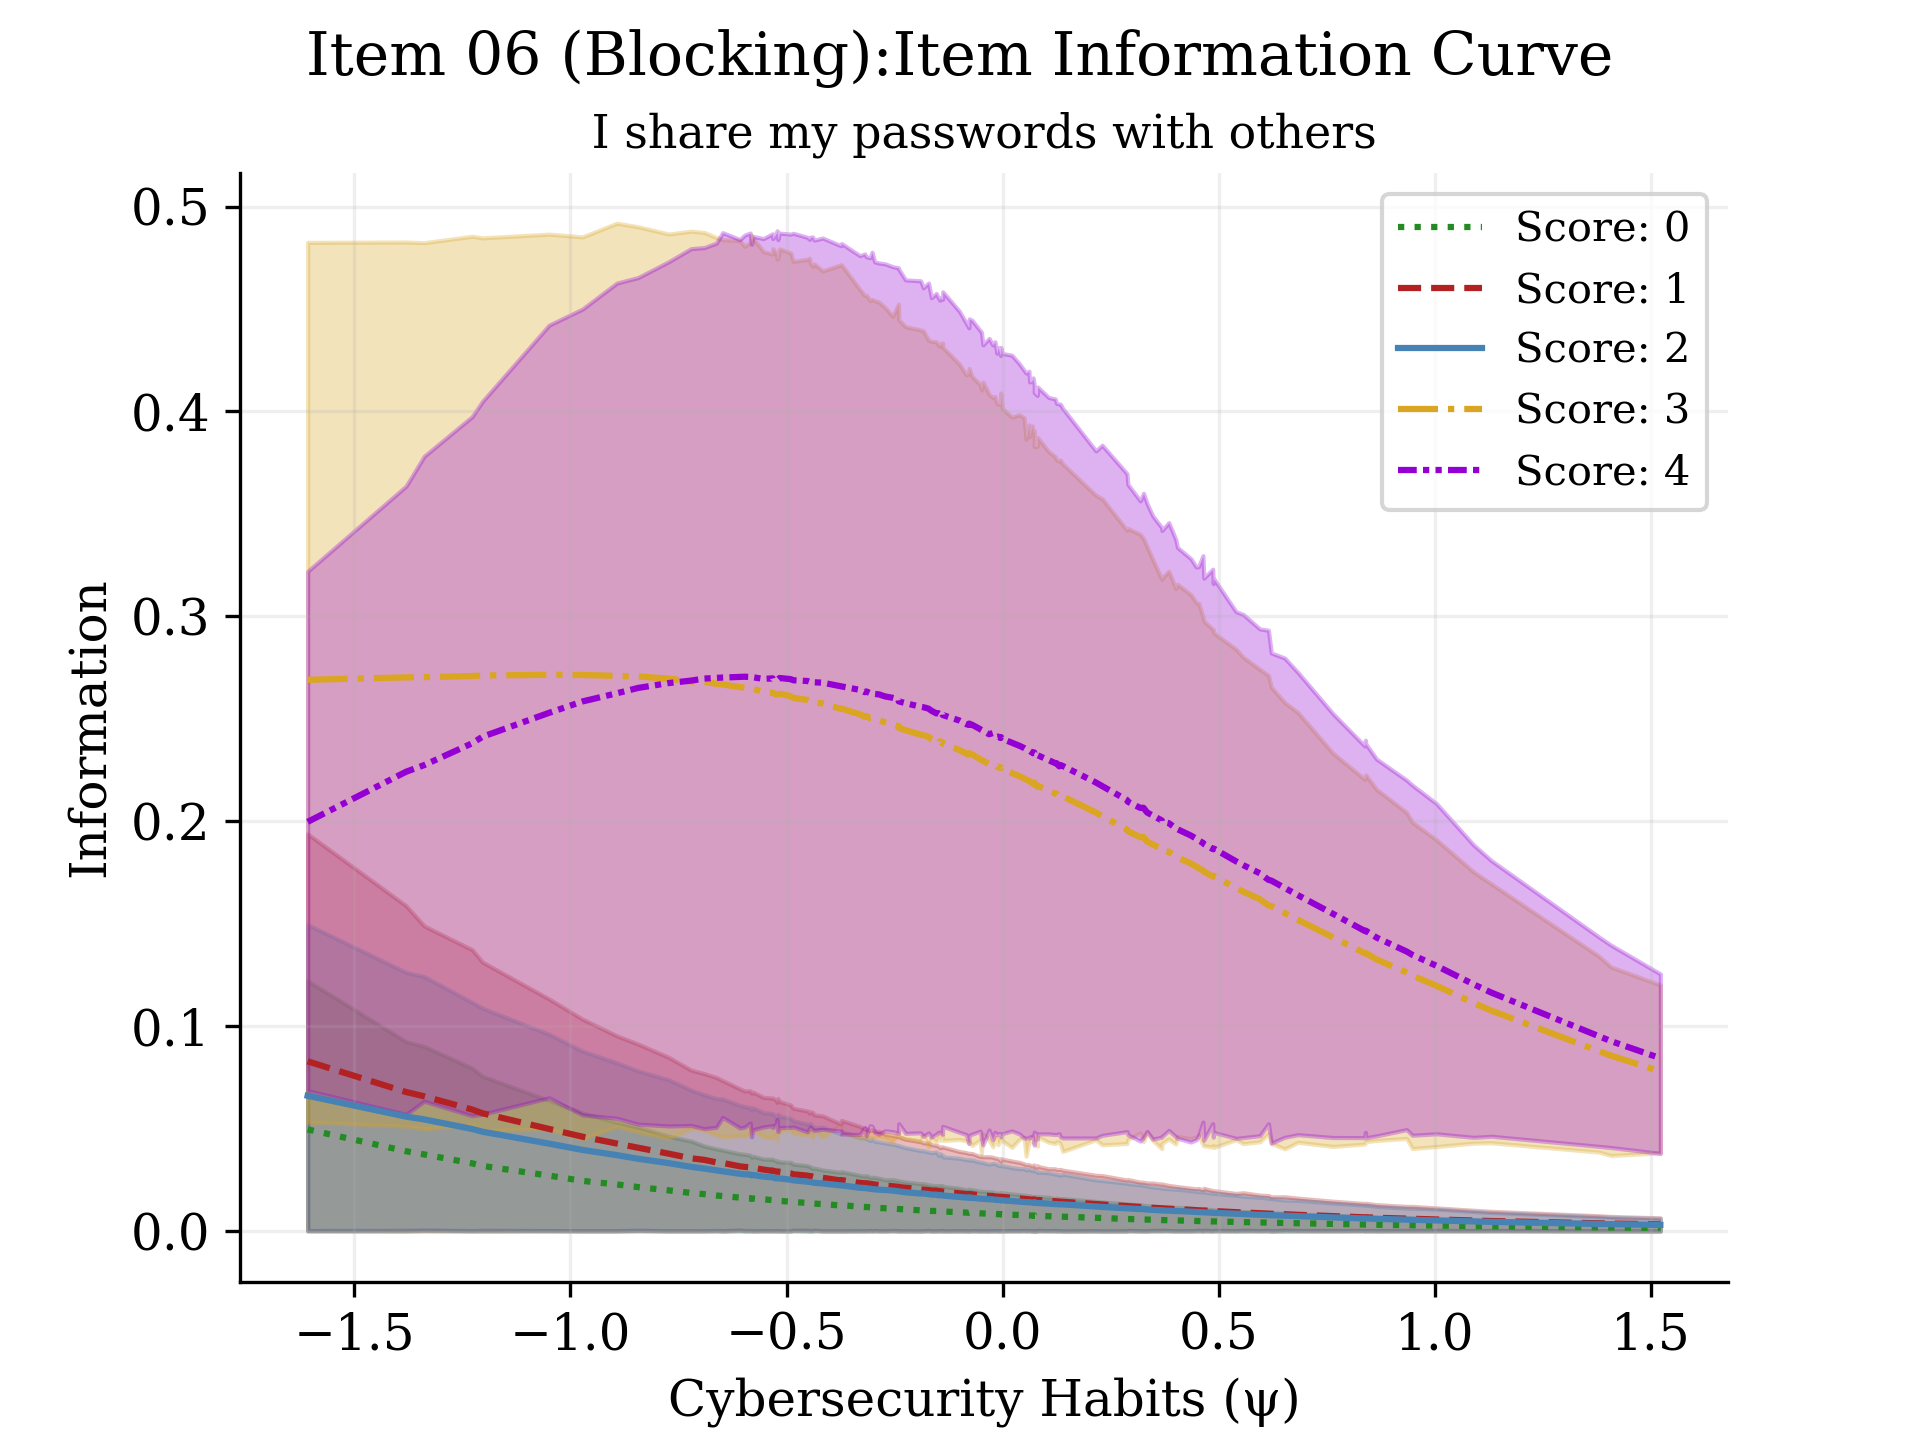 Item 06 (Blocking):Item Information Curve
I share my passwords with others
0.5
0.4
0.3
0.2
0.1
0.0
Information
Score: 0
Score: 1
Score: 2
Score: 3
Score: 4
−1.5
−1.0
−0.5
0.0
0.5
1.0
1.5
Cybersecurity Habits (ψ)